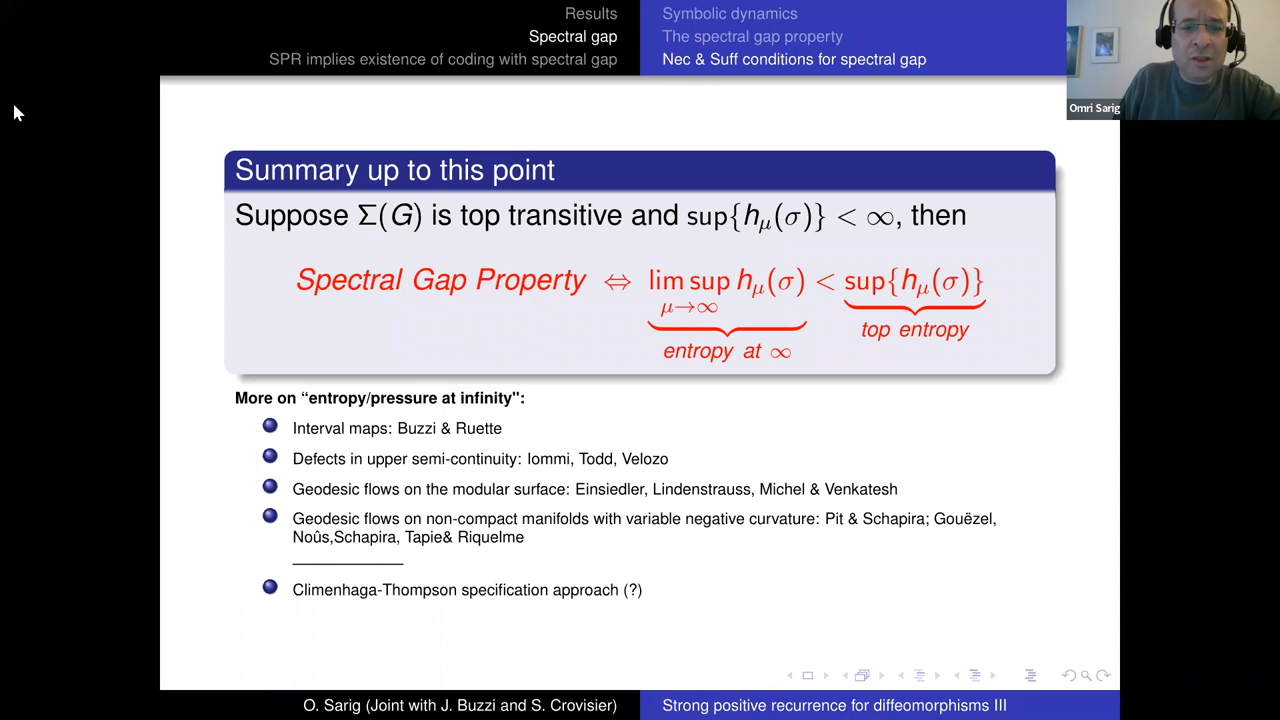 Results
Spectral gap
SPR implies existence of coding with spectral gap
Symbolic dynamics
The spectral gap property
Nec & Suff conditions for spectral gap
Omri Sarig
Summary up to this point
Suppose Σ(G) is top transitive and sup{h_μ(σ)} < ∞, then
Spectral Gap Property ⇔ lim sup h_μ(σ) < sup{h_μ(σ)}
μ→∞
top entropy
entropy at ∞
More on “entropy/pressure at infinity":
Interval maps: Buzzi & Ruette
Defects in upper semi-continuity: Iommi, Todd, Velozo
Geodesic flows on the modular surface: Einsiedler, Lindenstrauss, Michel & Venkatesh
Geodesic flows on non-compact manifolds with variable negative curvature: Pit & Schapira; Gouëzel,
Noûs,Schapira, Tapie& Riquelme
Climenhaga-Thompson specification approach (?)
O. Sarig (Joint with J. Buzzi and S. Crovisier)
Strong positive recurrence for diffeomorphisms III